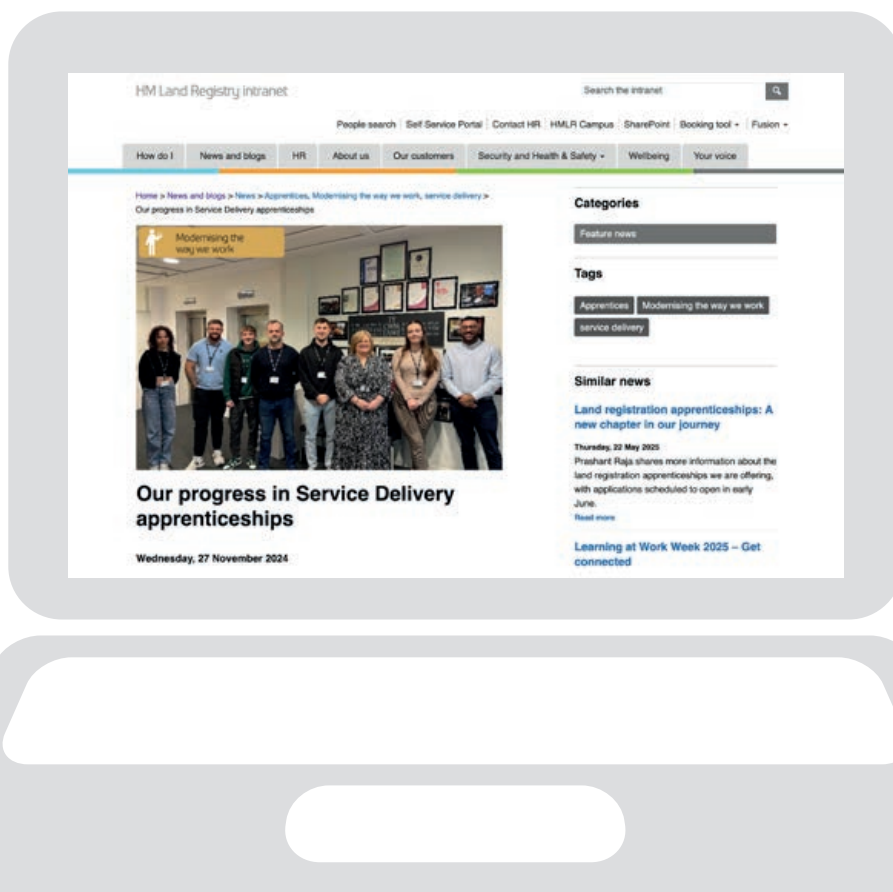 HM Land Registry intranet
Search the intranet
People search Self Service Portal Contact HR HMLR Campus SharePoint Booking tool Fusion
How do I News and blogs HR About us Our customers Security and Health & Safety Wellbeing Your voice
Home > News and blogs > News > Apprentices, Modernising the way we work, service delivery >
Our progress in Service Delivery apprenticeships
Modernising the
way we work
Our progress in Service Delivery
apprenticeships
Wednesday, 27 November 2024
Categories
Feature news
Tags
Apprentices Modernising the way we work
service delivery
Similar news
Land registration apprenticeships: A
new chapter in our journey
Thursday, 22 May 2025
Prashant Raja shares more information about the
land registration apprenticeships we are offering,
with applications scheduled to open in early
June.
Read more
Learning at Work Week 2025 – Get
connected